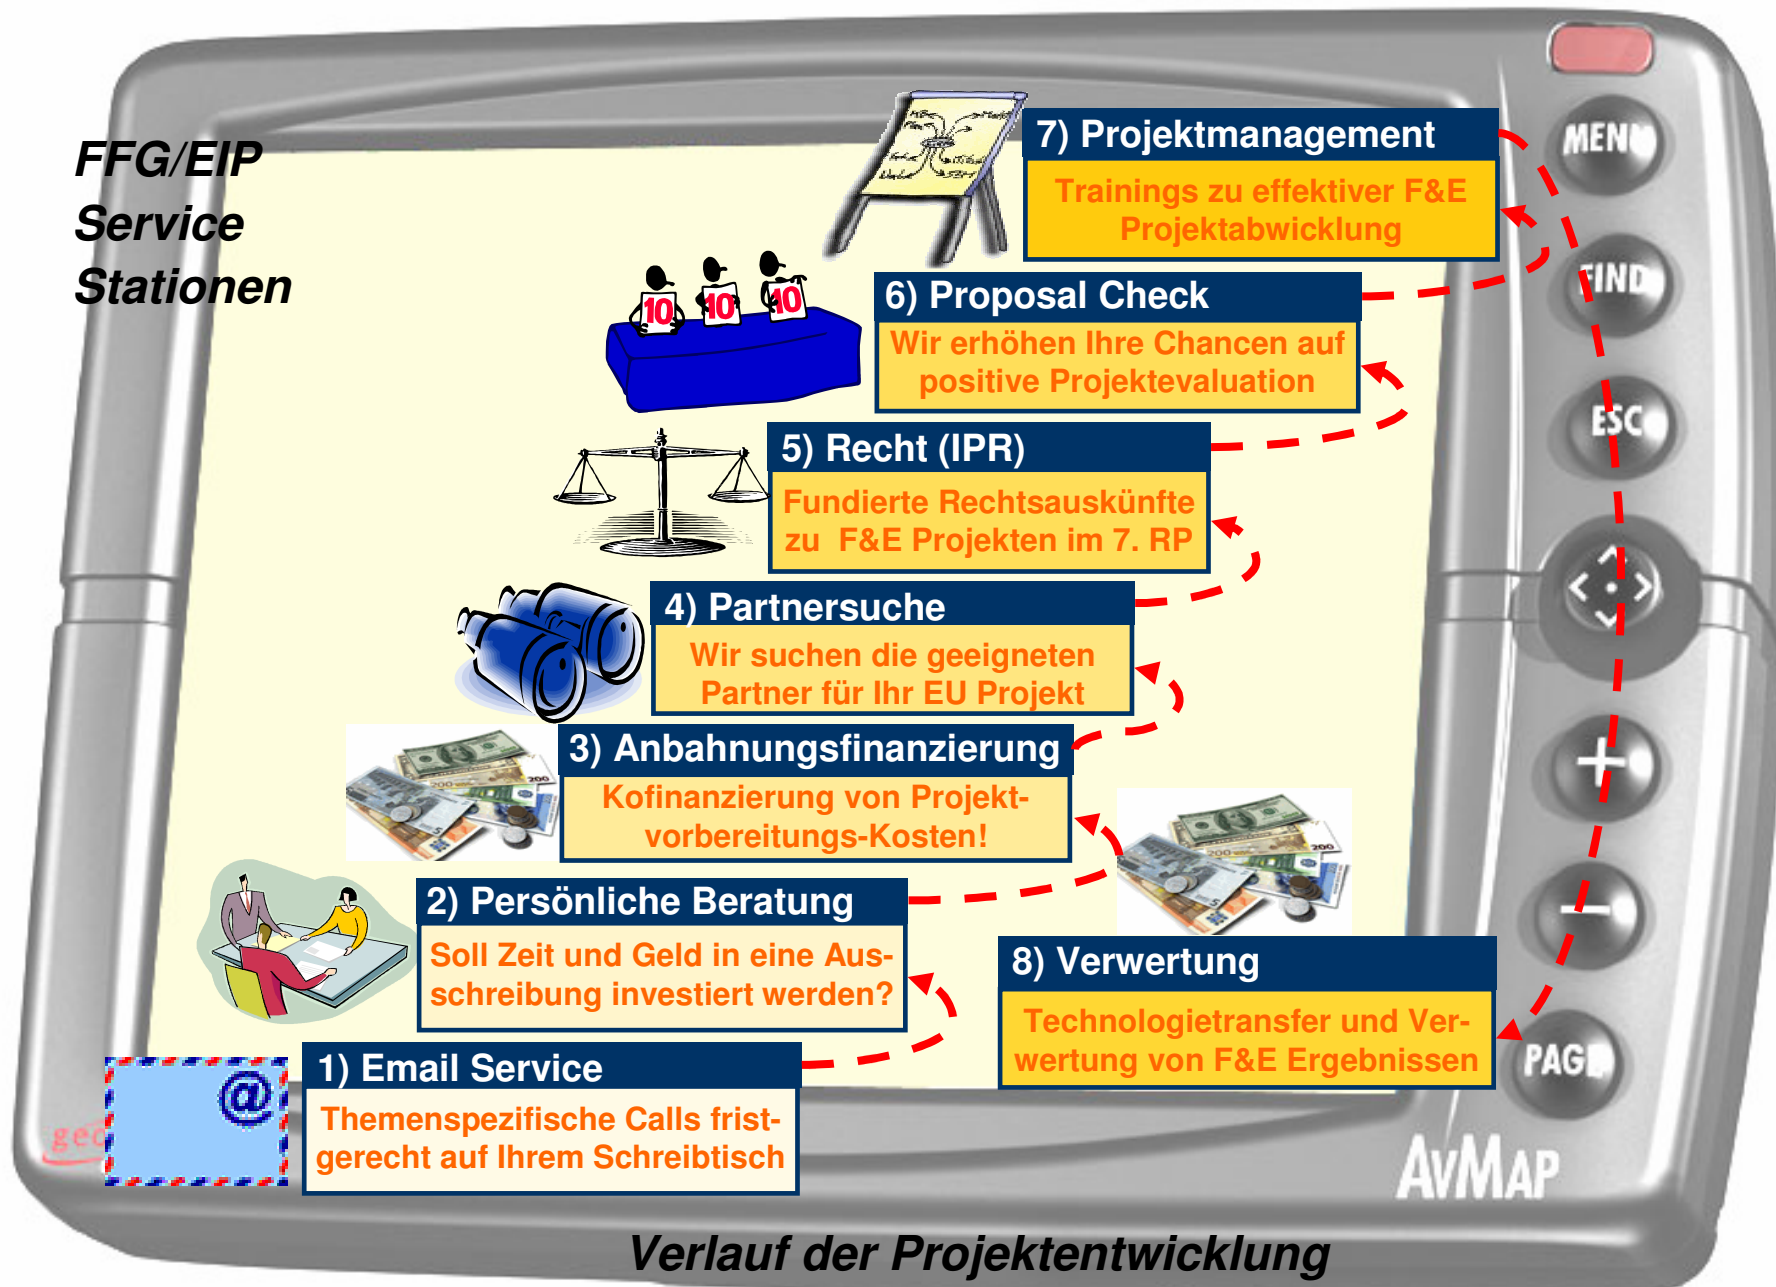 FFG/EIP
Service
Stationen
7) Projektmanagement
Trainings zu effektiver F&E
Projektabwicklung
6) Proposal Check
Wir erhöhen Ihre Chancen auf
positive Projektevaluation
10 10 10
5) Recht (IPR)
Fundierte Rechtsauskünfte
zu F&E Projekten im 7. RP
4) Partnersuche
Wir suchen die geeigneten
Partner für Ihr EU Projekt
3) Anbahnungsfinanzierung
Kofinanzierung von Projekt-
vorbereitungs-Kosten!
2) Persönliche Beratung
Soll Zeit und Geld in eine Aus-
schreibung investiert werden?
1) Email Service
Themenspezifische Calls frist-
gerecht auf Ihrem Schreibtisch
@
8) Verwertung
Technologietransfer und Ver-
wertung von F&E Ergebnissen
MENU
FIND
ESC
+
−
PAGE
geo
AVMAP
Verlauf der Projektentwicklung